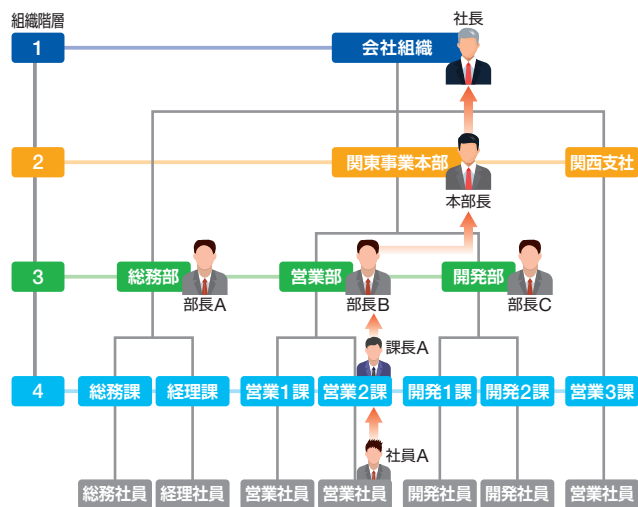 組織階層
社長
1
会社組織
2
関東事業本部
関西支社
本部長
3
総務部
営業部
開発部
部長A
部長B
部長C
課長A
4
総務課
経理課
営業1課
営業2課
開発1課
開発2課
営業3課
社員A
総務社員
経理社員
営業社員
営業社員
開発社員
開発社員
営業社員